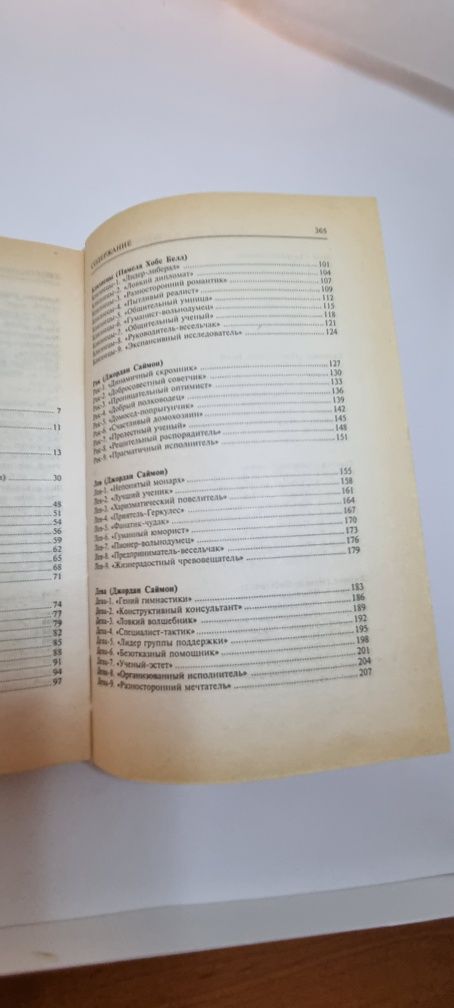 7
11
13
) 30
48
51
54
56
59
62
65
68
71
74
77
79
82
85
88
91
94
97
СОДЕРЖАНИЕ 365
Близнецы (Памела Хобс Белл)
Близнецы-1. «Лидер-либерал» 101
Близнецы-2. «Ловкий дипломат» 104
Близнецы-3. «Разносторонний романтик» 107
Близнецы-4. «Пытливый реалист» 109
Близнецы-5. «Общительный умница» 112
Близнецы-6. «Гуманист-вольнодумец» 115
Близнецы-7. «Общительный ученый» 118
Близнецы-8. «Руководитель-весельчак» 121
Близнецы-9. «Экспансивный исследователь» 124
Рак (Джордан Саймон)
Рак-1. «Динамичный скромник» 127
Рак-2. «Добросовестный советчик» 130
Рак-3. «Проницательный оптимист» 133
Рак-4. «Добрый полководец» 136
Рак-5. «Домосед-попрыгунчик» 139
Рак-6. «Счастливый домохозяин» 142
Рак-7. «Прелестный ученый» 145
Рак-8. «Решительный распорядитель» 148
Рак-9. «Прагматичный исполнитель» 151
Лев (Джордан Саймон)
Лев-1. «Непонятый монарх» 155
Лев-2. «Лучший ученик» 158
Лев-3. «Харизматический повелитель» 161
Лев-4. «Приятель-Геркулес» 164
Лев-5. «Фанатик-чудак» 167
Лев-6. «Гуманный юморист» 170
Лев-7. «Пионер-вольнодумец» 173
Лев-8. «Предприниматель-весельчак» 176
Лев-9. «Жизнерадостный чревовещатель» 179
Дева (Джордан Саймон)
Дева-1. «Гений гимнастики» 183
Дева-2. «Конструктивный консультант» 186
Дева-3. «Ловкий волшебник» 189
Дева-4. «Специалист-тактик» 192
Дева-5. «Лидер группы поддержки» 195
Дева-6. «Безотказный помощник» 198
Дева-7. «Ученый-эстет» 201
Дева-8. «Организованный исполнитель» 204
Дева-9. «Разносторонний мечтатель» 207